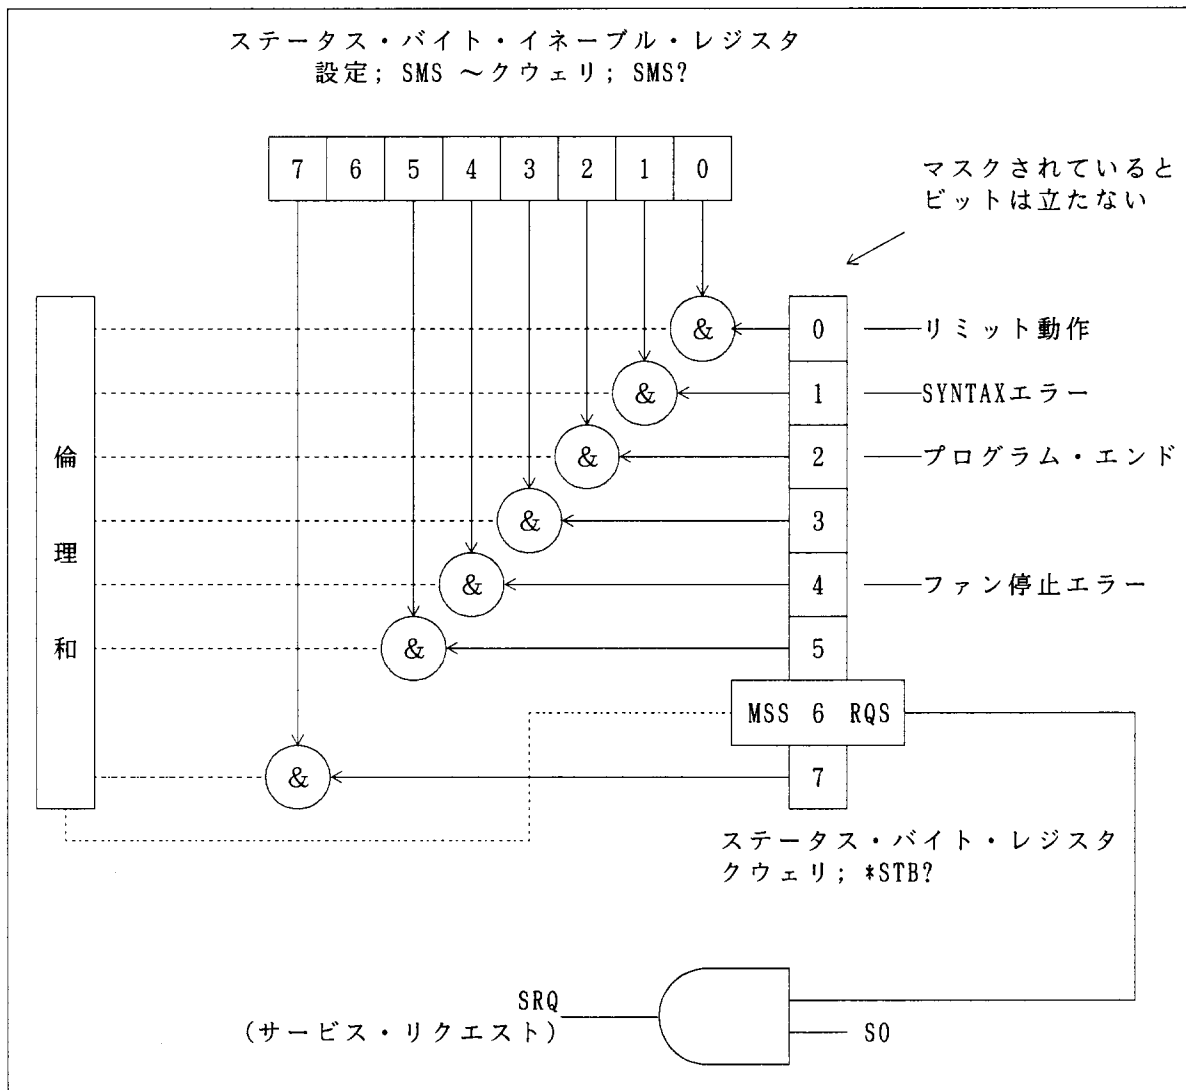 ステータス・バイト・イネーブル・レジスタ
設定; SMS ～クウェリ; SMS?
7 6 5 4 3 2 1 0
マスクされていると
ビットは立たない
& 0 リミット動作
& 1 SYNTAXエラー
& 2 プログラム・エンド
& 3
& 4 ファン停止エラー
& 5
MSS 6 RQS
& 7
倫
理
和
ステータス・バイト・レジスタ
クウェリ; *STB?
SRQ
(サービス・リクエスト)
S0